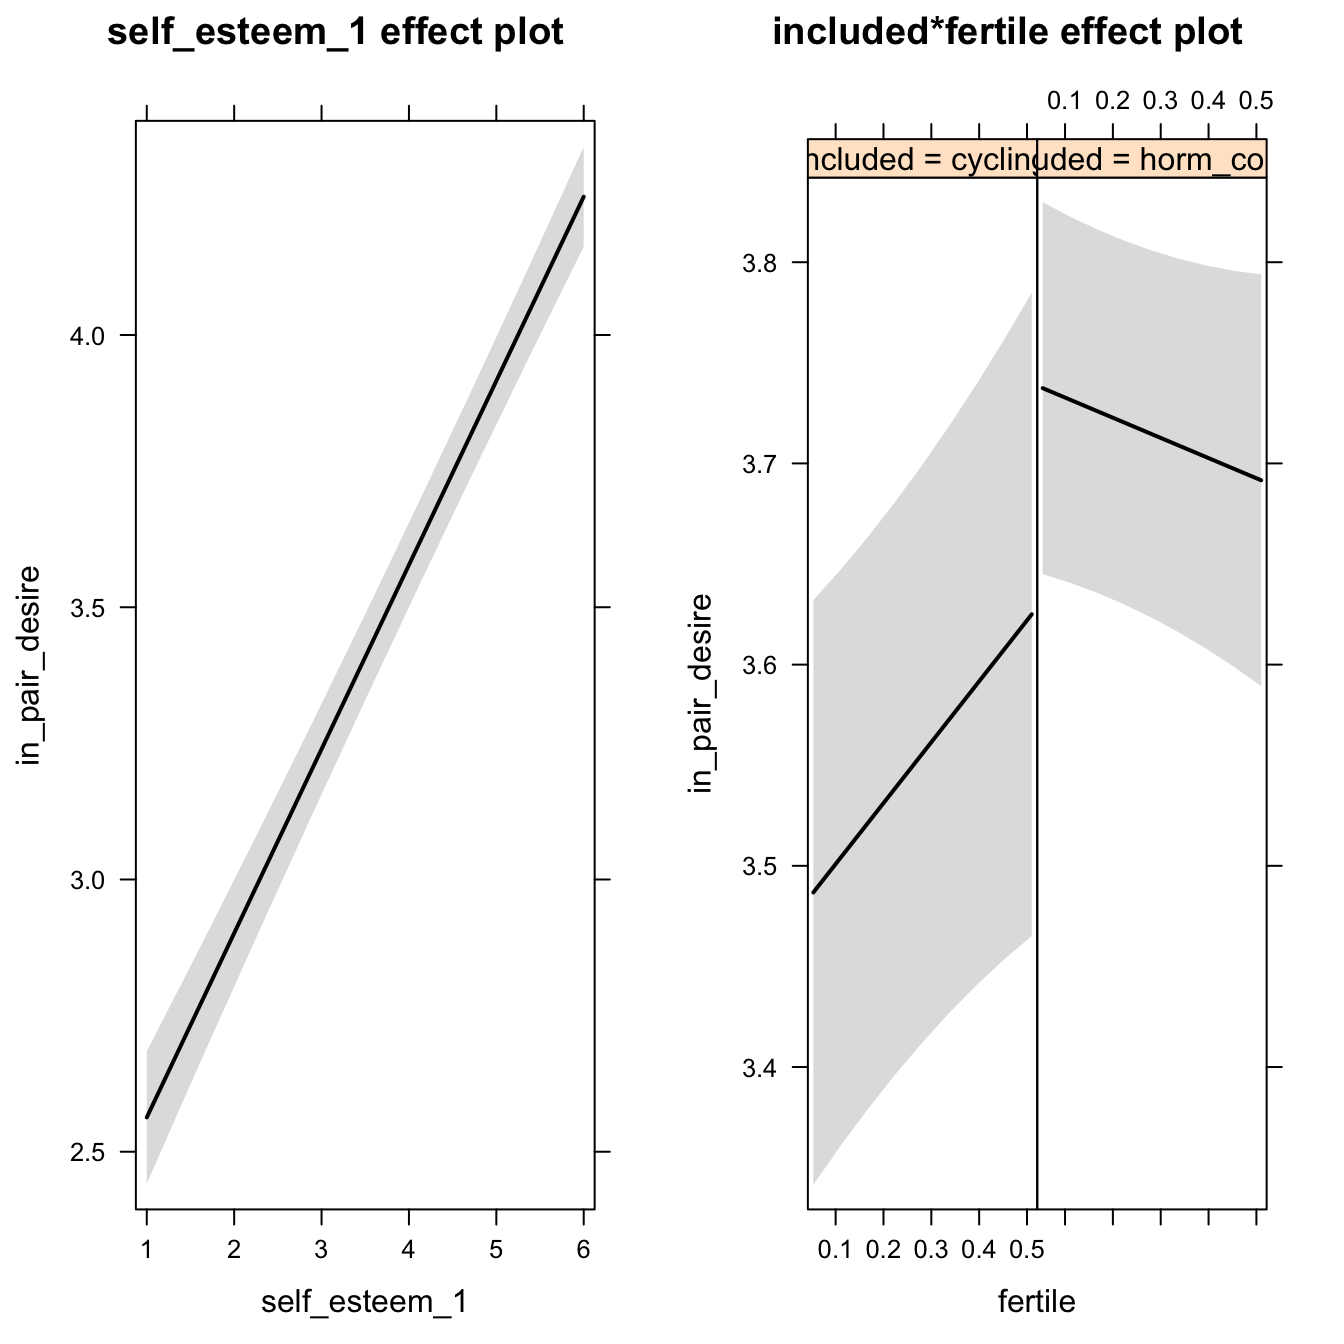 self_esteem_1 effect plot
4.0
3.5
3.0
2.5
in_pair_desire
1 2 3 4 5 6
self_esteem_1
included*fertile effect plot
0.1 0.2 0.3 0.4 0.5
ncluded = cycling
uded = horm_co
3.8
3.7
3.6
3.5
3.4
in_pair_desire
0.1 0.2 0.3 0.4 0.5
fertile